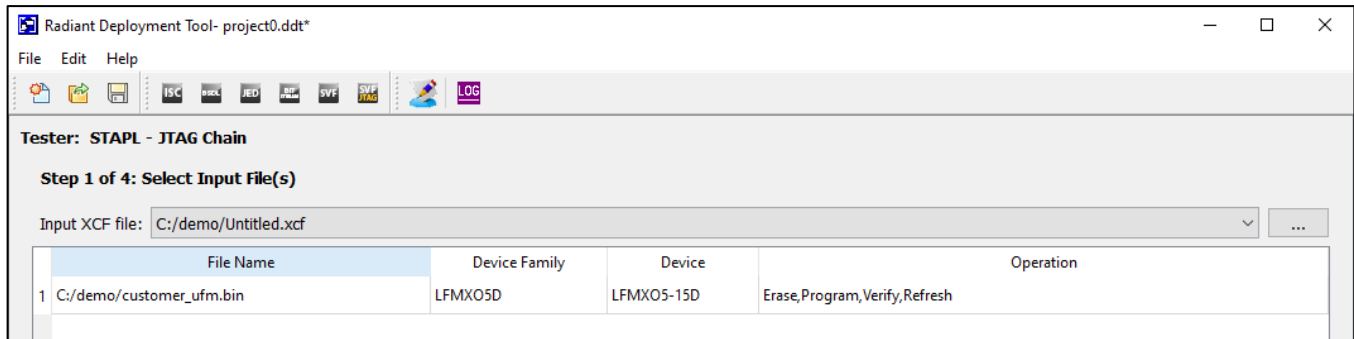 Radiant Deployment Tool- project0.ddt*
File Edit Help
ISC BSDL JED BIT STREAM SVF SVF JTAG LOG
Tester: STAPL - JTAG Chain
Step 1 of 4: Select Input File(s)
Input XCF file: C:/demo/Untitled.xcf ...
File Name Device Family Device Operation
1 C:/demo/customer_ufm.bin LFMXO5D LFMXO5-15D Erase,Program,Verify,Refresh